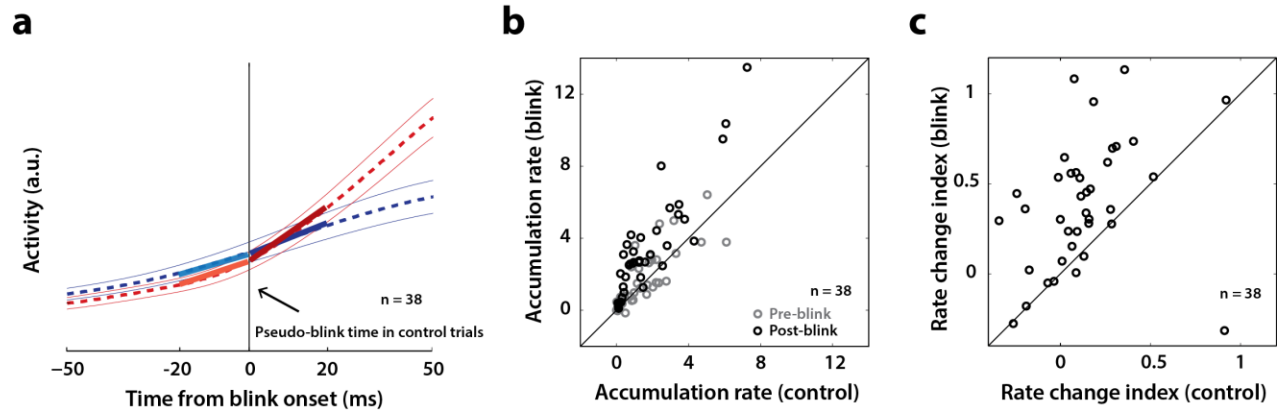 a
Activity (a.u.)
n = 38
Pseudo-blink time in control trials
−50
−20
0
20
50
Time from blink onset (ms)
b
Accumulation rate (blink)
12
8
4
0
n = 38
Pre-blink
Post-blink
0
4
8
12
Accumulation rate (control)
c
Rate change index (blink)
1
0.5
0
n = 38
0
0.5
1
Rate change index (control)